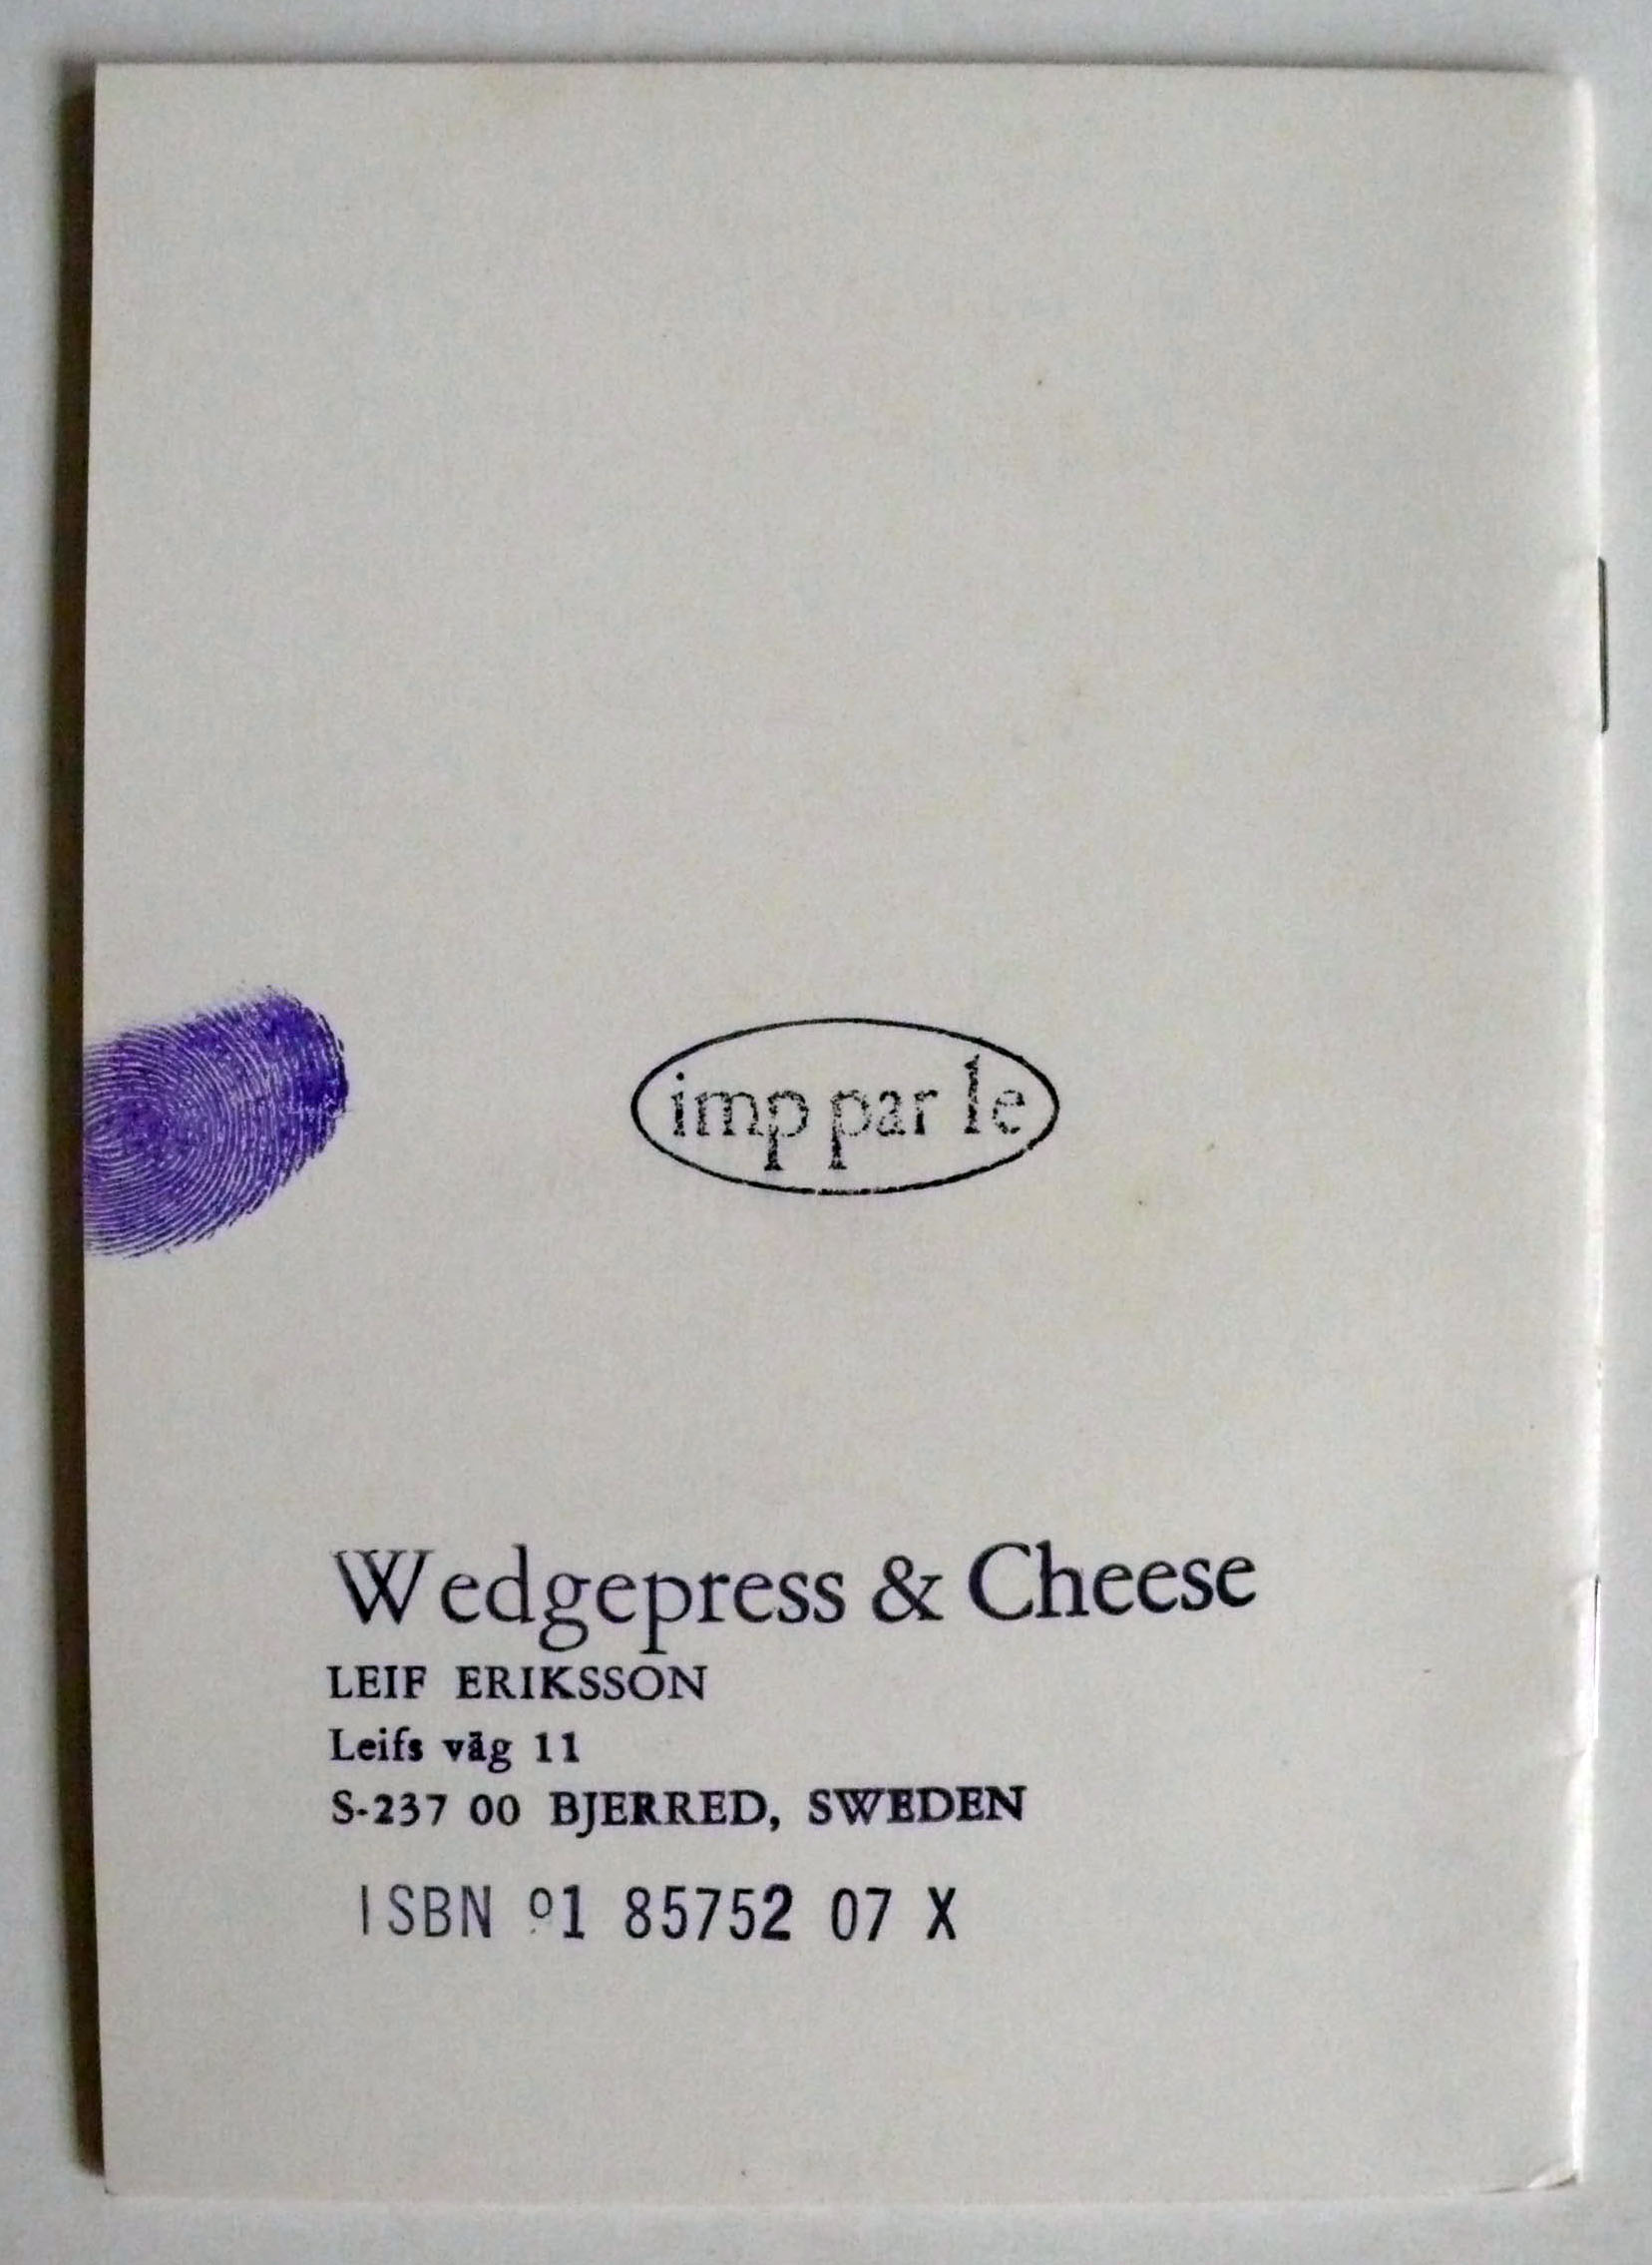 imp par le
Wedgepress & Cheese
LEIF ERIKSSON
Leifs väg 11
S-237 00 BJERRED, SWEDEN
ISBN 91 85752 07 X